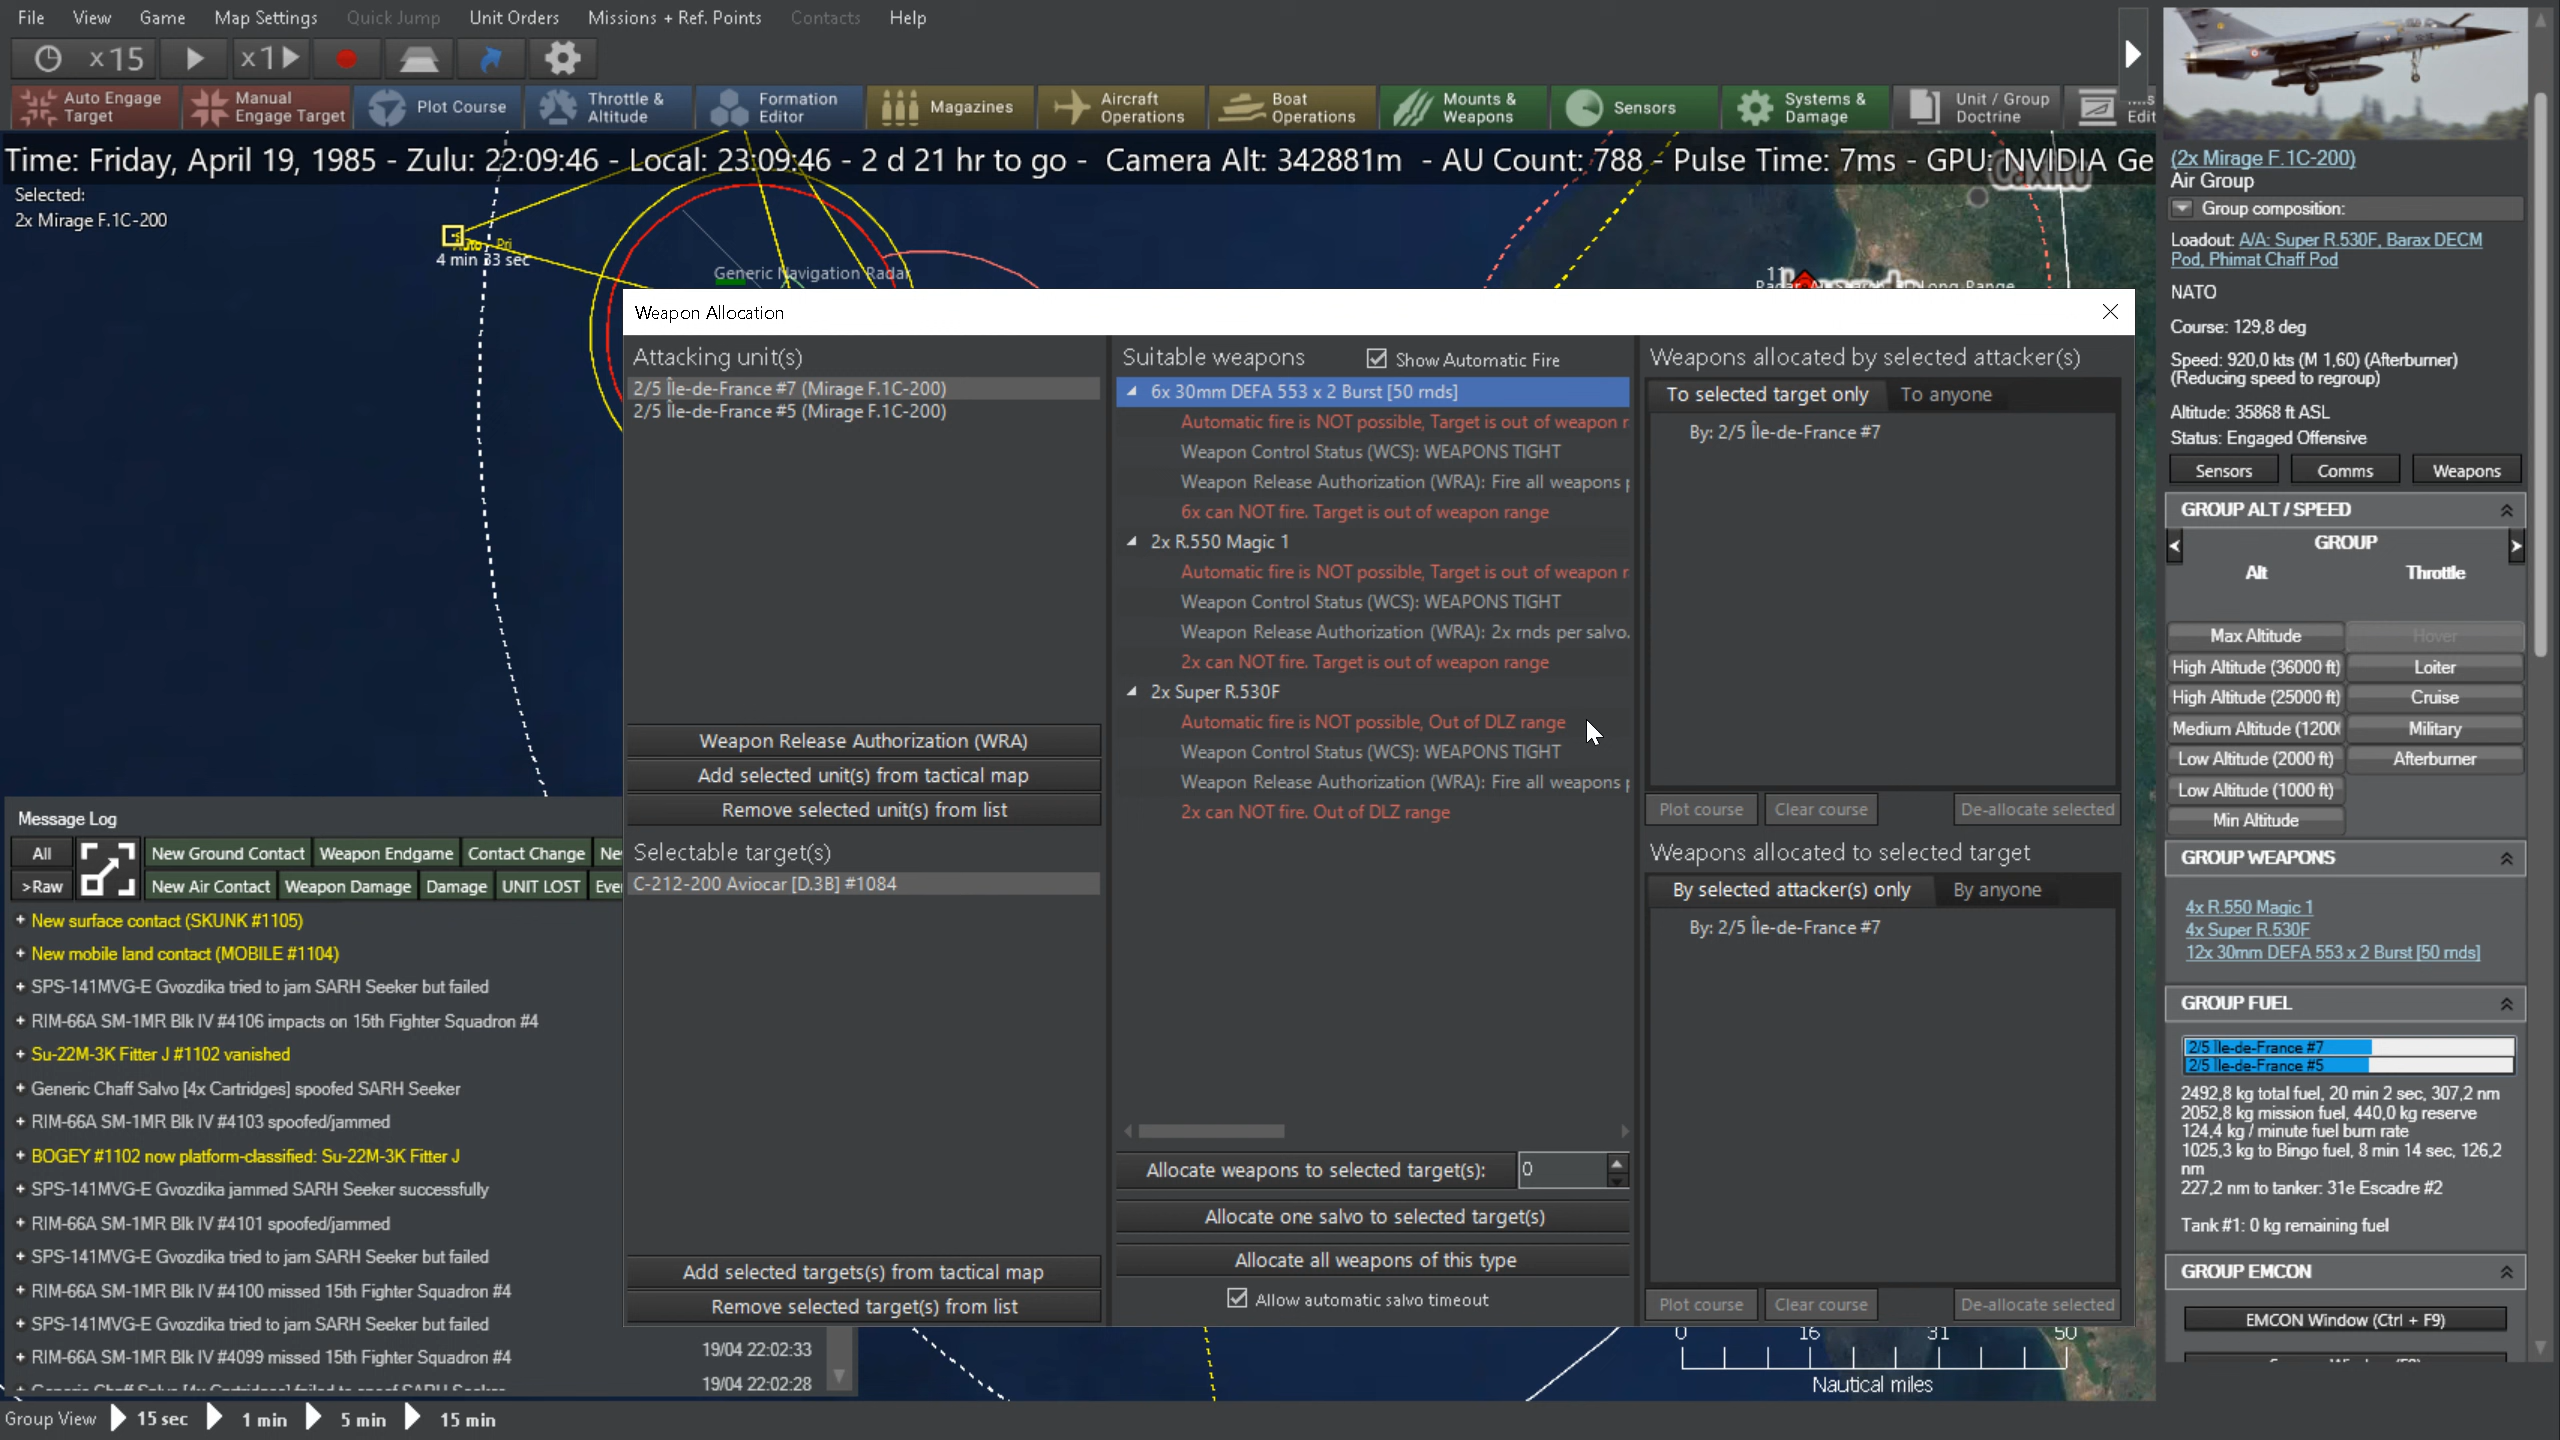 File View Game Map Settings Quick Jump Unit Orders Missions + Ref. Points Contacts Help
x15 x1
Auto Engage Target
Manual Engage Target
Plot Course
Throttle & Altitude
Formation Editor
Magazines
Aircraft Operations
Boat Operations
Mounts & Weapons
Sensors
Systems & Damage
Unit / Group Doctrine
Time: Friday, April 19, 1985 - Zulu: 22:09:46 - Local: 23:09:46 - 2 d 21 hr to go - Camera Alt: 342881m - AU Count: 788 - Pulse Time: 7ms - GPU: NVIDIA Ge
Selected:
2x Mirage F.1C-200
4 min 33 sec
Generic Navigation Radar
11
Weapon Allocation
Attacking unit(s)
2/5 Île-de-France #7 (Mirage F.1C-200)
2/5 Île-de-France #5 (Mirage F.1C-200)
Weapon Release Authorization (WRA)
Add selected unit(s) from tactical map
Remove selected unit(s) from list
Selectable target(s)
C-212-200 Aviocar [D.3B] #1084
Add selected targets(s) from tactical map
Remove selected target(s) from list
Suitable weapons
Show Automatic Fire
6x 30mm DEFA 553 x 2 Burst [50 rnds]
Automatic fire is NOT possible, Target is out of weapon r
Weapon Control Status (WCS): WEAPONS TIGHT
Weapon Release Authorization (WRA): Fire all weapons p
6x can NOT fire. Target is out of weapon range
2x R.550 Magic 1
Automatic fire is NOT possible, Target is out of weapon r
Weapon Control Status (WCS): WEAPONS TIGHT
Weapon Release Authorization (WRA): 2x rnds per salvo.
2x can NOT fire. Target is out of weapon range
2x Super R.530F
Automatic fire is NOT possible, Out of DLZ range
Weapon Control Status (WCS): WEAPONS TIGHT
Weapon Release Authorization (WRA): Fire all weapons p
2x can NOT fire. Out of DLZ range
Allocate weapons to selected target(s): 0
Allocate one salvo to selected target(s)
Allocate all weapons of this type
Allow automatic salvo timeout
Weapons allocated by selected attacker(s)
To selected target only To anyone
By: 2/5 Île-de-France #7
Plot course Clear course De-allocate selected
Weapons allocated to selected target
By selected attacker(s) only By anyone
By: 2/5 Île-de-France #7
Plot course Clear course De-allocate selected
Message Log
All New Ground Contact Weapon Endgame Contact Change Ne
>Raw New Air Contact Weapon Damage Damage UNIT LOST Eve
+ New surface contact (SKUNK #1105)
+ New mobile land contact (MOBILE #1104)
+ SPS-141MVG-E Gvozdika tried to jam SARH Seeker but failed
+ RIM-66A SM-1MR Blk IV #4106 impacts on 15th Fighter Squadron #4
+ Su-22M-3K Fitter J #1102 vanished
+ Generic Chaff Salvo [4x Cartridges] spoofed SARH Seeker
+ RIM-66A SM-1MR Blk IV #4103 spoofed/jammed
+ BOGEY #1102 now platform-classified: Su-22M-3K Fitter J
+ SPS-141MVG-E Gvozdika jammed SARH Seeker successfully
+ RIM-66A SM-1MR Blk IV #4101 spoofed/jammed
+ SPS-141MVG-E Gvozdika tried to jam SARH Seeker but failed
+ RIM-66A SM-1MR Blk IV #4100 missed 15th Fighter Squadron #4
+ SPS-141MVG-E Gvozdika tried to jam SARH Seeker but failed
+ RIM-66A SM-1MR Blk IV #4099 missed 15th Fighter Squadron #4
19/04 22:02:33
19/04 22:02:28
0 16 31 50
Nautical miles
Group View 15 sec 1 min 5 min 15 min
(2x Mirage F.1C-200)
Air Group
Group composition:
Loadout: A/A: Super R.530F, Barax DECM
Pod, Phimat Chaff Pod
NATO
Course: 129,8 deg
Speed: 920,0 kts (M 1,60) (Afterburner)
(Reducing speed to regroup)
Altitude: 35868 ft ASL
Status: Engaged Offensive
Sensors Comms Weapons
GROUP ALT / SPEED
< GROUP >
Alt Throttle
Max Altitude Hover
High Altitude (36000 ft) Loiter
High Altitude (25000 ft) Cruise
Medium Altitude (1200( Military
Low Altitude (2000 ft) Afterburner
Low Altitude (1000 ft)
Min Altitude
GROUP WEAPONS
4x R.550 Magic 1
4x Super R.530F
12x 30mm DEFA 553 x 2 Burst [50 rnds]
GROUP FUEL
2/5 Île-de-France #7
2/5 Île-de-France #5
2492,8 kg total fuel, 20 min 2 sec, 307,2 nm
2052,8 kg mission fuel, 440,0 kg reserve
124,4 kg / minute fuel burn rate
1025,3 kg to Bingo fuel, 8 min 14 sec, 126,2
nm
227,2 nm to tanker: 31e Escadre #2
Tank #1: 0 kg remaining fuel
GROUP EMCON
EMCON Window (Ctrl + F9)